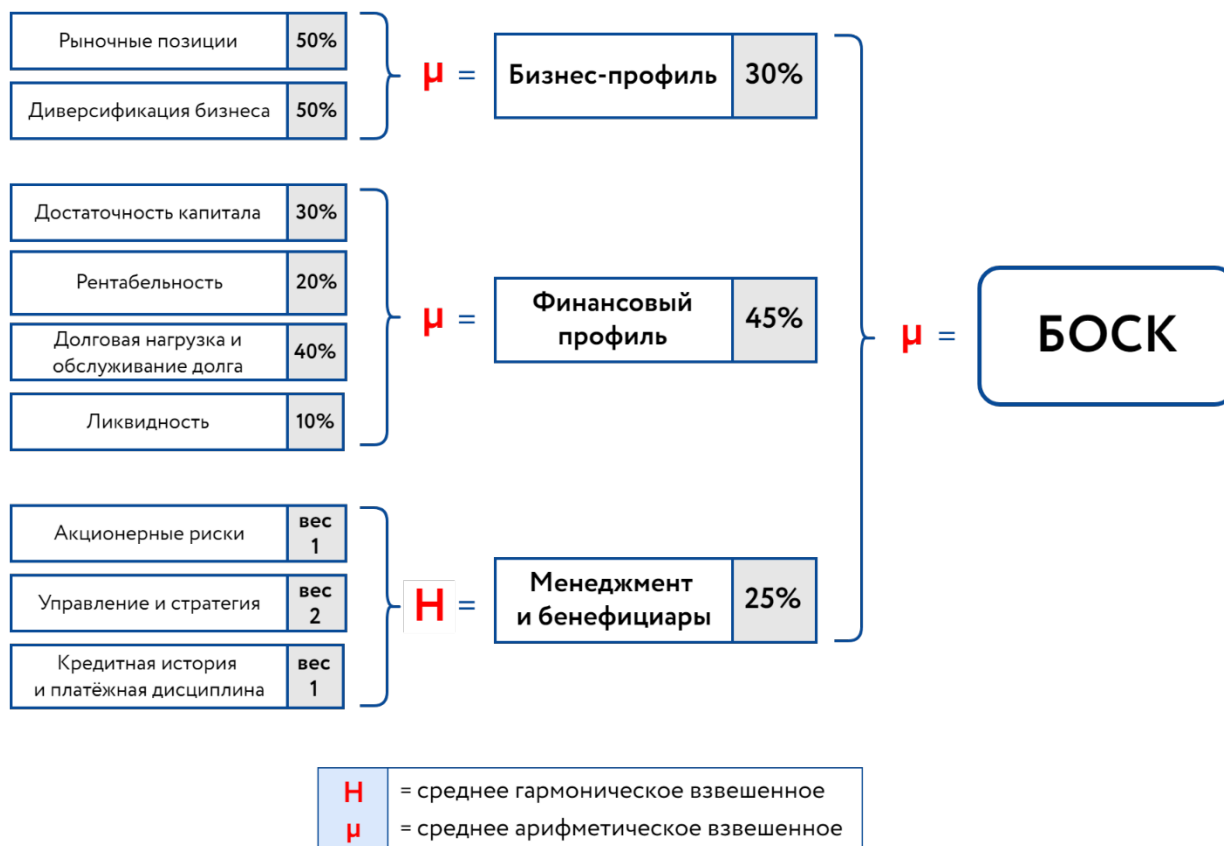 Рыночные позиции 50%
Диверсификация бизнеса 50%
μ =
Бизнес-профиль 30%
Достаточность капитала 30%
Рентабельность 20%
Долговая нагрузка и
обслуживание долга
40%
Ликвидность 10%
μ =
Финансовый
профиль
45%
Акционерные риски
вес
1
Управление и стратегия
вес
2
Кредитная история
и платёжная дисциплина
вес
1
H =
Менеджмент
и бенефициары
25%
μ =
БОСК
H = среднее гармоническое взвешенное
μ = среднее арифметическое взвешенное